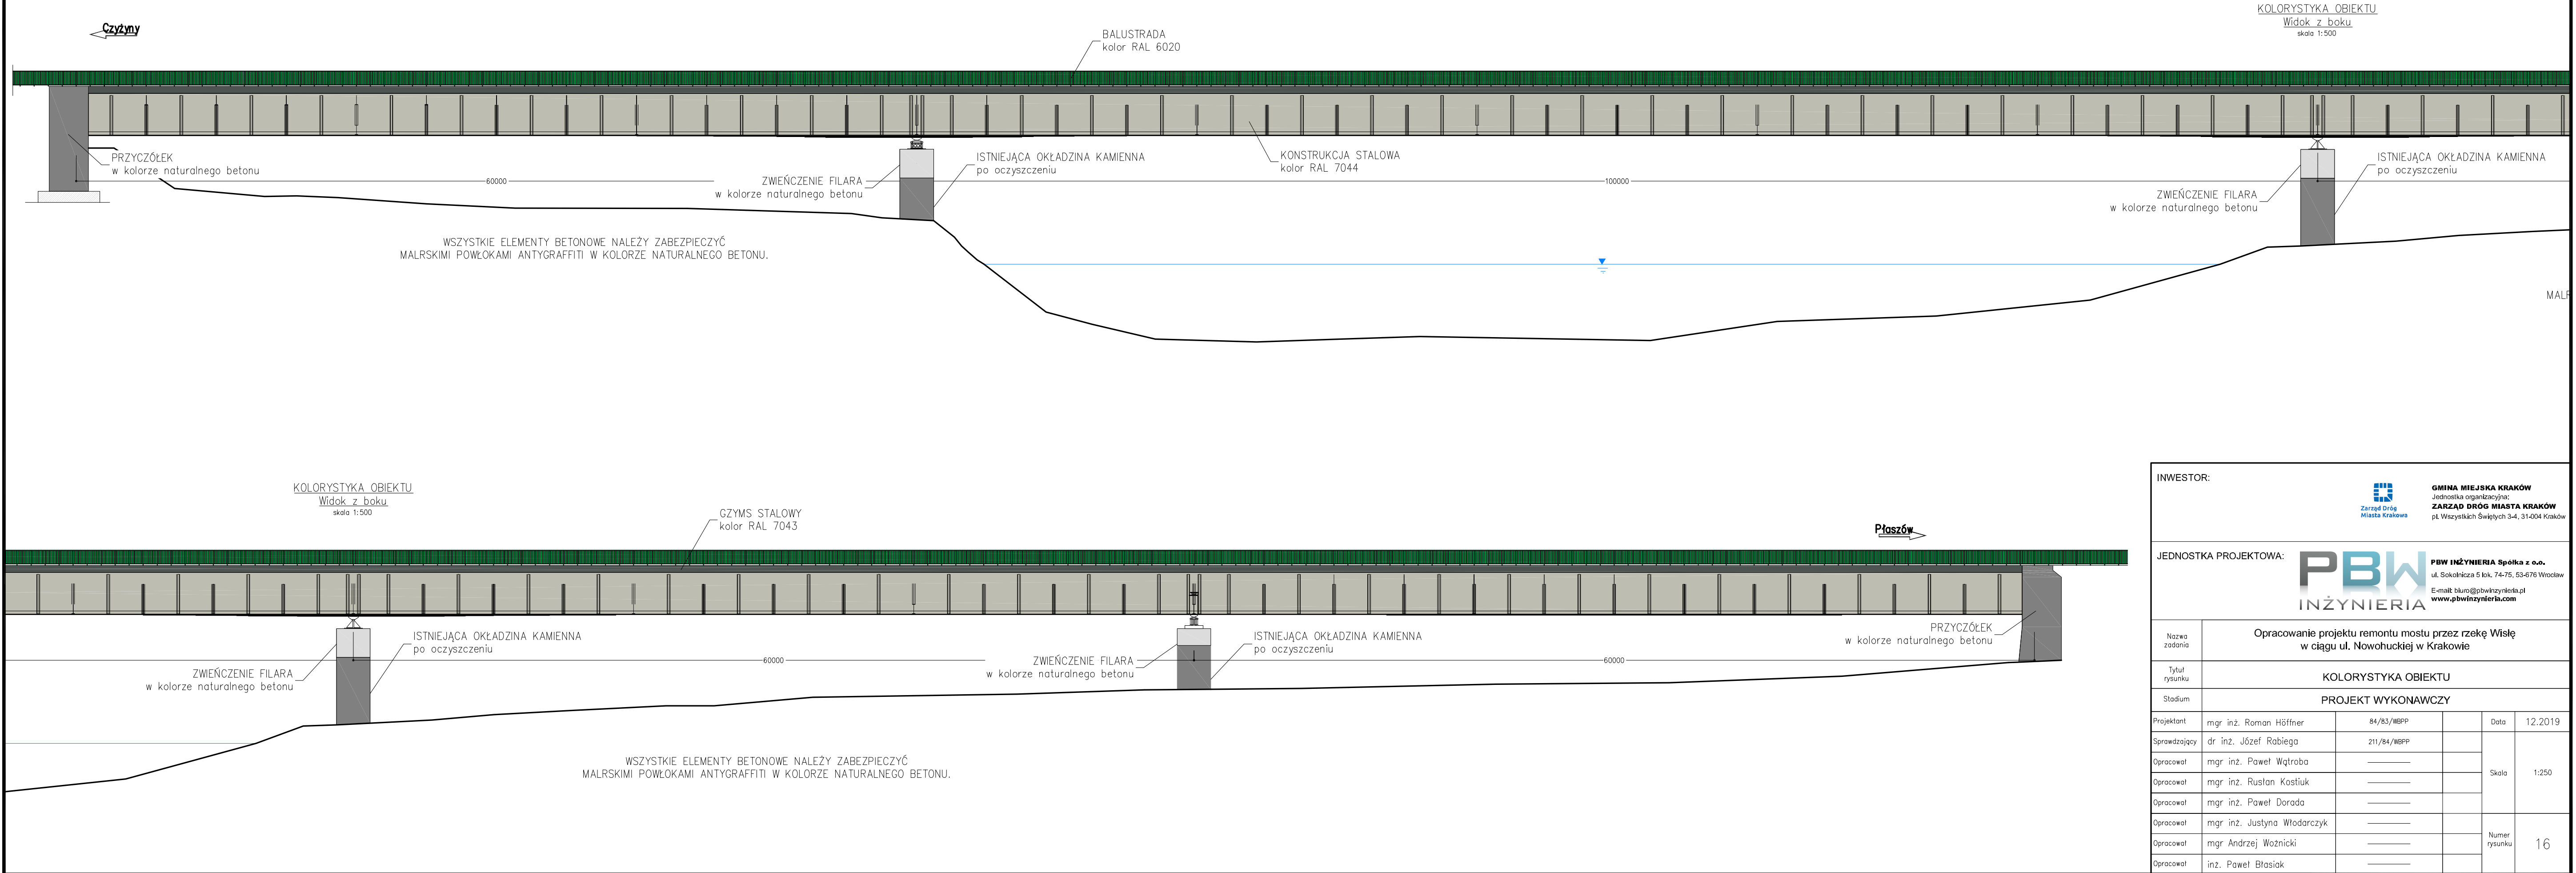 Czyżyny
KOLORYSTYKA OBIEKTU
Widok z boku
skala 1:500
BALUSTRADA
kolor RAL 6020
PRZYCZÓŁEK
w kolorze naturalnego betonu
60000
ZWIEŃCZENIE FILARA
w kolorze naturalnego betonu
ISTNIEJĄCA OKŁADZINA KAMIENNA
po oczyszczeniu
KONSTRUKCJA STALOWA
kolor RAL 7044
100000
ZWIEŃCZENIE FILARA
w kolorze naturalnego betonu
ISTNIEJĄCA OKŁADZINA KAMIENNA
po oczyszczeniu
WSZYSTKIE ELEMENTY BETONOWE NALEŻY ZABEZPIECZYĆ
MALRSKIMI POWŁOKAMI ANTYGRAFFITI W KOLORZE NATURALNEGO BETONU.
KOLORYSTYKA OBIEKTU
Widok z boku
skala 1:500
GZYMS STALOWY
kolor RAL 7043
Płaszów
ZWIEŃCZENIE FILARA
w kolorze naturalnego betonu
ISTNIEJĄCA OKŁADZINA KAMIENNA
po oczyszczeniu
60000
ZWIEŃCZENIE FILARA
w kolorze naturalnego betonu
ISTNIEJĄCA OKŁADZINA KAMIENNA
po oczyszczeniu
60000
PRZYCZÓŁEK
w kolorze naturalnego betonu
WSZYSTKIE ELEMENTY BETONOWE NALEŻY ZABEZPIECZYĆ
MALRSKIMI POWŁOKAMI ANTYGRAFFITI W KOLORZE NATURALNEGO BETONU.
INWESTOR:
Zarząd Dróg
Miasta Krakowa
GMINA MIEJSKA KRAKÓW
Jednostka organizacyjna:
ZARZĄD DRÓG MIASTA KRAKÓW
pl. Wszystkich Świętych 3-4, 31-004 Kraków
JEDNOSTKA PROJEKTOWA:
PBW
INŻYNIERIA
PBW INŻYNIERIA Spółka z o.o.
ul. Sokolnicza 5 lok. 74-75, 53-676 Wrocław
E-mail: biuro@pbwinzynieria.pl
www.pbwinzynieria.com
Nazwa zadania
Opracowanie projektu remontu mostu przez rzekę Wisłę
w ciągu ul. Nowohuckiej w Krakowie
Tytuł rysunku
KOLORYSTYKA OBIEKTU
Stadium
PROJEKT WYKONAWCZY
Projektant mgr inż. Roman Höffner 84/83/WBPP Data 12.2019
Sprawdzający dr inż. Józef Rabiega 211/84/WBPP
Opracował mgr inż. Paweł Wątroba
Skala 1:250
Opracował mgr inż. Rusłan Kostiuk
Opracował mgr inż. Paweł Dorada
Opracował mgr inż. Justyna Włodarczyk
Opracował mgr Andrzej Woźnicki
Numer rysunku 16
Opracował inż. Paweł Błasiak